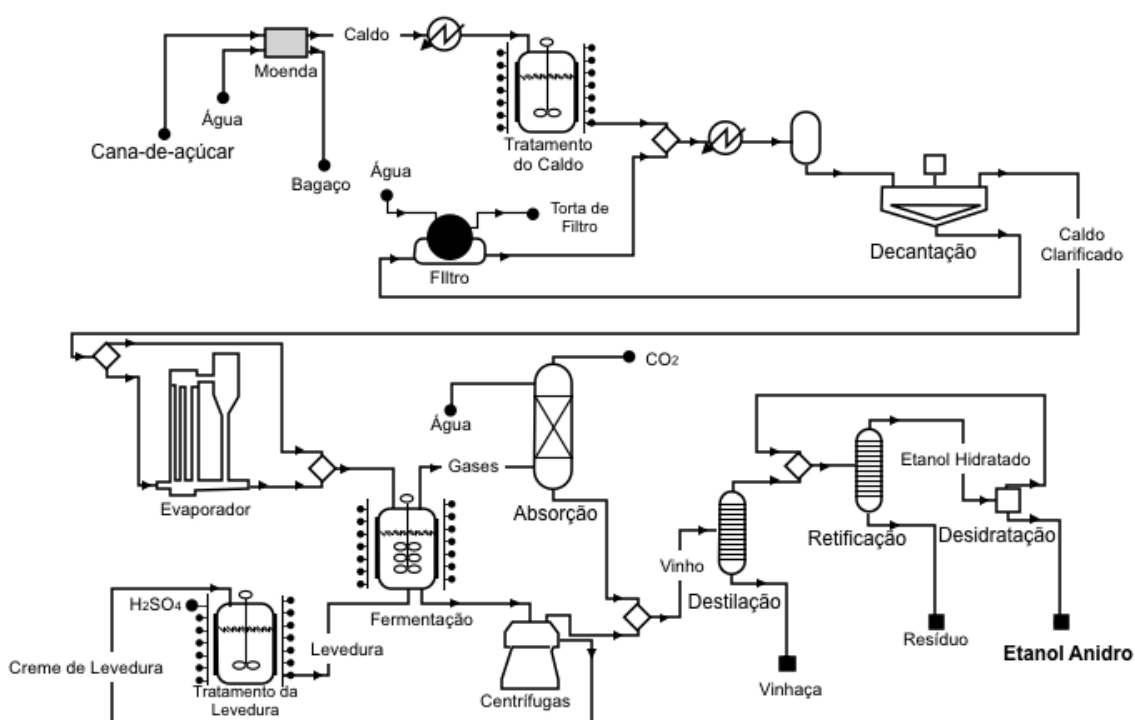 Caldo
Moenda
Água
Cana-de-açúcar
Bagaço
Tratamento
do Caldo
Água
Torta de
Filtro
FIltro
Decantação
Caldo
Clarificado
Evaporador
Água
CO2
Gases
Absorção
Fermentação
H2SO4
Levedura
Creme de Levedura
Tratamento da
Levedura
Centrífugas
Vinho
Destilação
Vinhaça
Etanol Hidratado
Retificação
Desidratação
Resíduo
Etanol Anidro